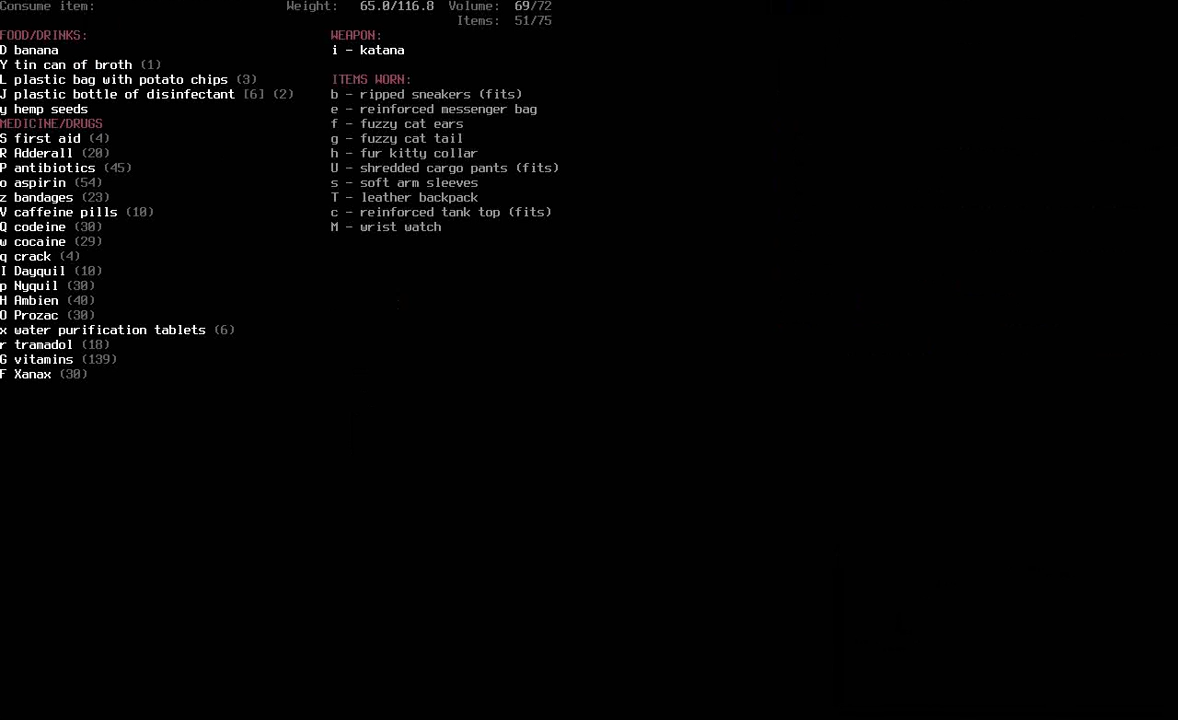 Consume item: Weight: 65.0/116.8 Volume: 69/72
Items: 51/75
FOOD/DRINKS:
D banana
Y tin can of broth (1)
L plastic bag with potato chips (3)
J plastic bottle of disinfectant [6] (2)
y hemp seeds
MEDICINE/DRUGS
S first aid (4)
R Adderall (20)
P antibiotics (45)
o aspirin (54)
z bandages (23)
V caffeine pills (10)
Q codeine (30)
w cocaine (29)
q crack (4)
I Dayquil (10)
p Nyquil (30)
H Ambien (40)
O Prozac (30)
x water purification tablets (6)
r tramadol (18)
G vitamins (139)
F Xanax (30)
WEAPON:
i - katana
ITEMS WORN:
b - ripped sneakers (fits)
e - reinforced messenger bag
f - fuzzy cat ears
g - fuzzy cat tail
h - fur kitty collar
U - shredded cargo pants (fits)
s - soft arm sleeves
T - leather backpack
c - reinforced tank top (fits)
M - wrist watch